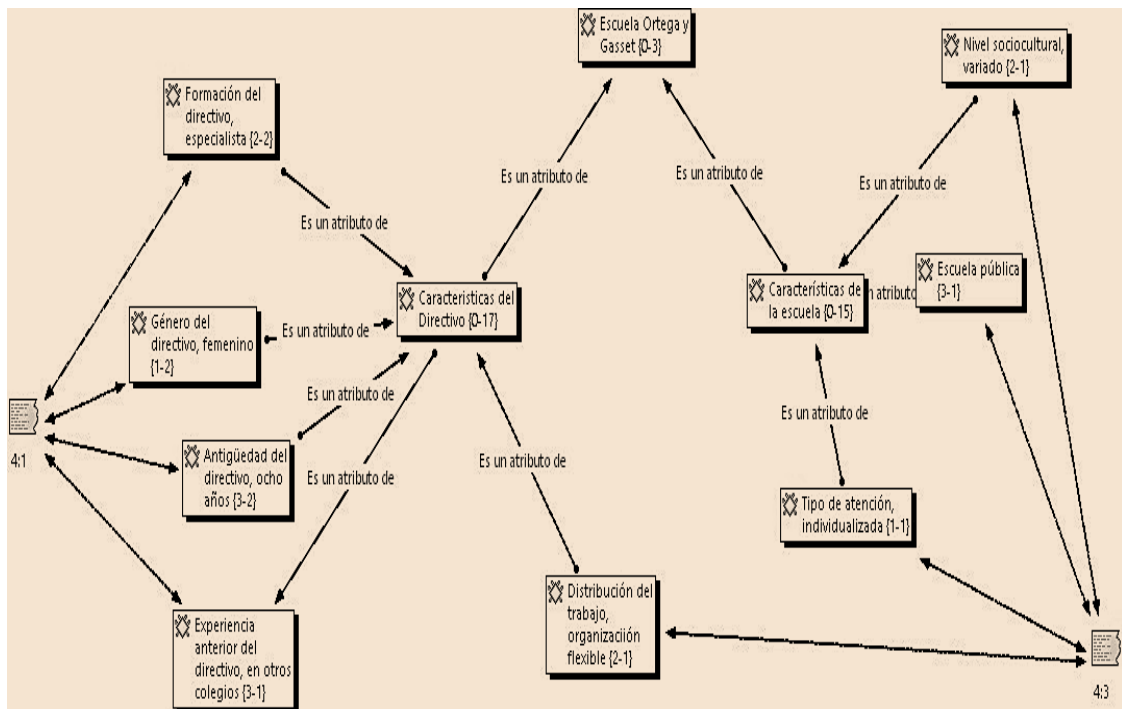 Escuela Ortega y
Gasset {0-3}
Nivel sociocultural,
variado {2-1}
Formación del
directivo,
especialista {2-2}
Es un atributo de
Es un atributo de
Es un atributo de
Es un atributo de
Escuela pública
{3-1}
Caracteristicas del
Directivo {0-17}
Características de
la escuela {0-15}
n atributo
Género del
directivo, femenino
{1-2}
Es un atributo de
Es un atributo de
Es un atributo de
4:1
Antigüedad del
directivo, ocho
años {3-2}
Es un atributo de
Es un atributo de
Tipo de atención,
individualizada {1-1}
Distribución del
trabajo,
organizaciión
flexible {2-1}
Experiencia
anterior del
directivo, en otros
colegios {3-1}
4:3